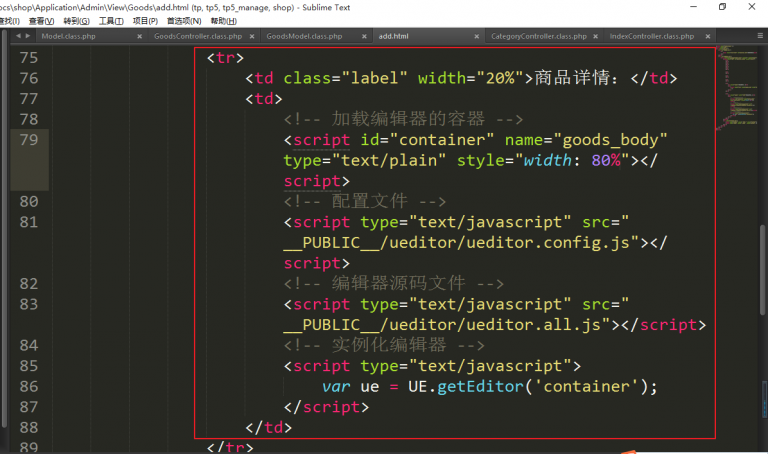 ocs\shop\Application\Admin\View\Goods\add.html (tp, tp5, tp5_manage, shop) - Sublime Text
查找(I) 查看(V) 转到(G) 工具(T) 项目(P) 首选项(N) 帮助(H)
Model.class.php GoodsController.class.php GoodsModel.class.php add.html CategoryController.class.php IndexController.class.php
75 <tr>
76 <td class="label" width="20%">商品详情：</td>
77 <td>
78 <!-- 加载编辑器的容器 -->
79 <script id="container" name="goods_body"
type="text/plain" style="width: 80%"></
script>
80 <!-- 配置文件 -->
81 <script type="text/javascript" src="
__PUBLIC__/ueditor/ueditor.config.js"></
script>
82 <!-- 编辑器源码文件 -->
83 <script type="text/javascript" src="
__PUBLIC__/ueditor/ueditor.all.js"></script>
84 <!-- 实例化编辑器 -->
85 <script type="text/javascript">
86 var ue = UE.getEditor('container');
87 </script>
88 </td>
89 </tr>